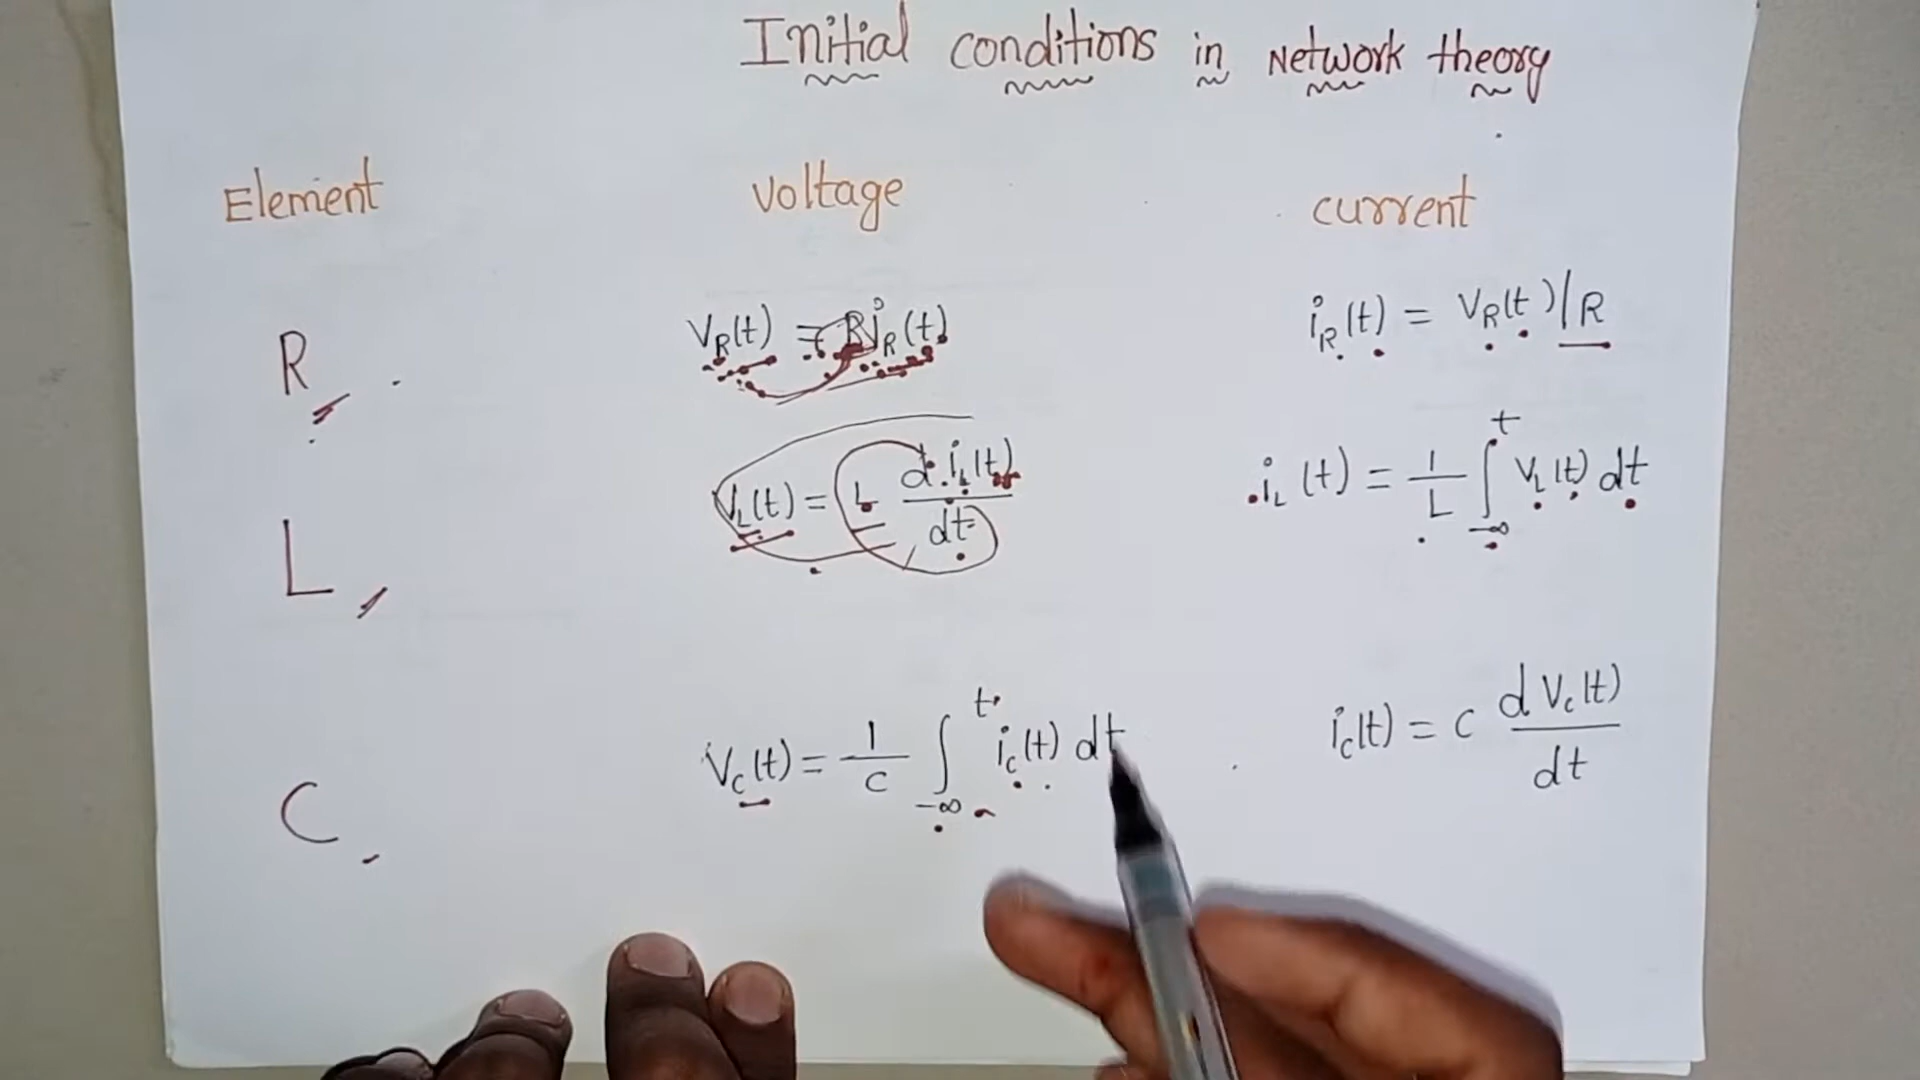 Initial conditions in Network theory
Element voltage current
R V_R(t) = R i_R(t) i_R(t) = V_R(t)/R
L V_L(t) = L d.i_L(t)/dt i_L(t) = 1/L ∫_{-∞}^{t} V_L(t) dt
C V_c(t) = 1/c ∫_{-∞}^{t} i_c(t) dt i_c(t) = c d V_c(t)/dt